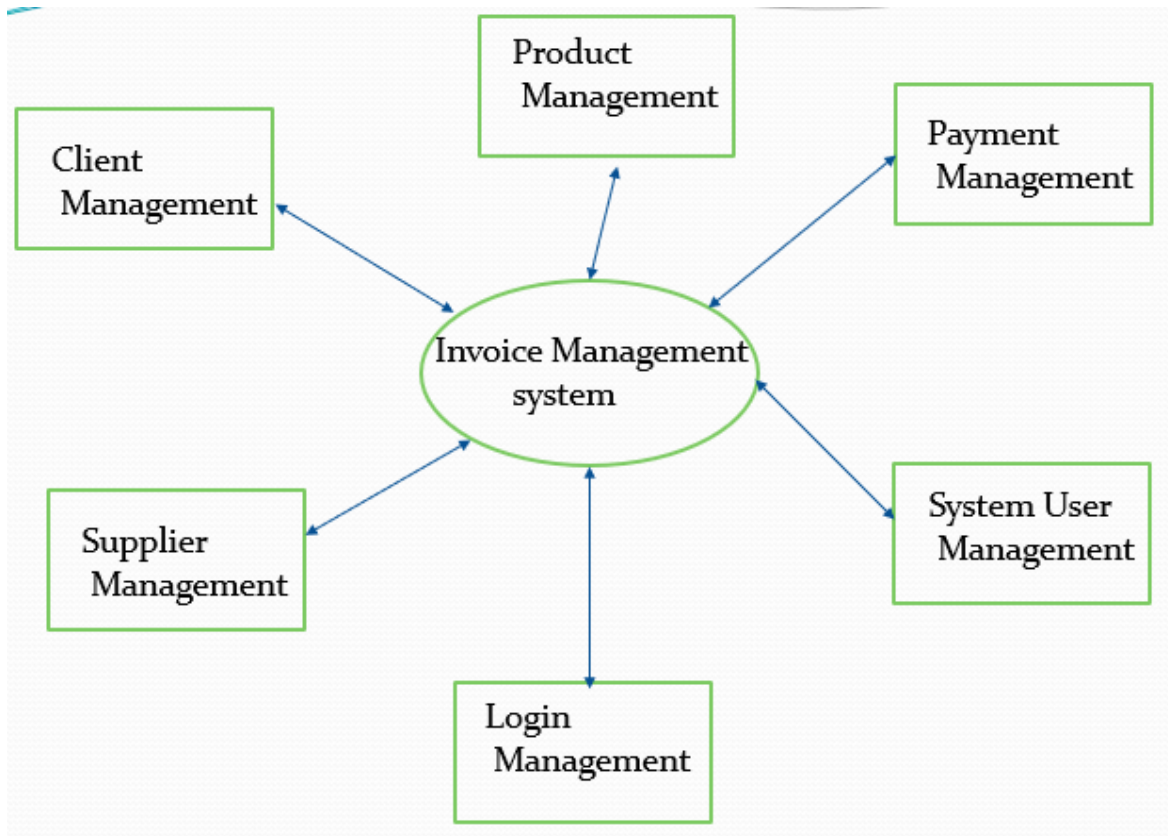 Product
Management
Client
Management
Payment
Management
Invoice Management
system
Supplier
Management
System User
Management
Login
Management